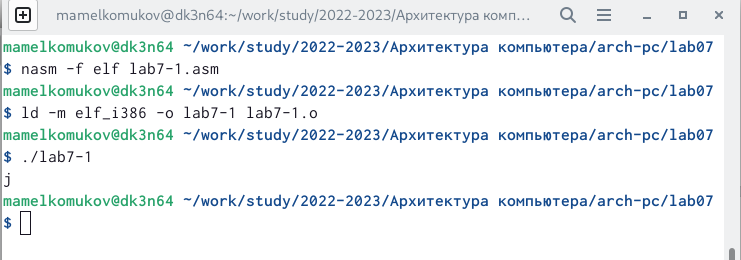 mamelkomukov@dk3n64:~/work/study/2022-2023/Архитектура комп...
mamelkomukov@dk3n64 ~/work/study/2022-2023/Архитектура компьютера/arch-pc/lab07
$ nasm -f elf lab7-1.asm
mamelkomukov@dk3n64 ~/work/study/2022-2023/Архитектура компьютера/arch-pc/lab07
$ ld -m elf_i386 -o lab7-1 lab7-1.o
mamelkomukov@dk3n64 ~/work/study/2022-2023/Архитектура компьютера/arch-pc/lab07
$ ./lab7-1
j
mamelkomukov@dk3n64 ~/work/study/2022-2023/Архитектура компьютера/arch-pc/lab07
$